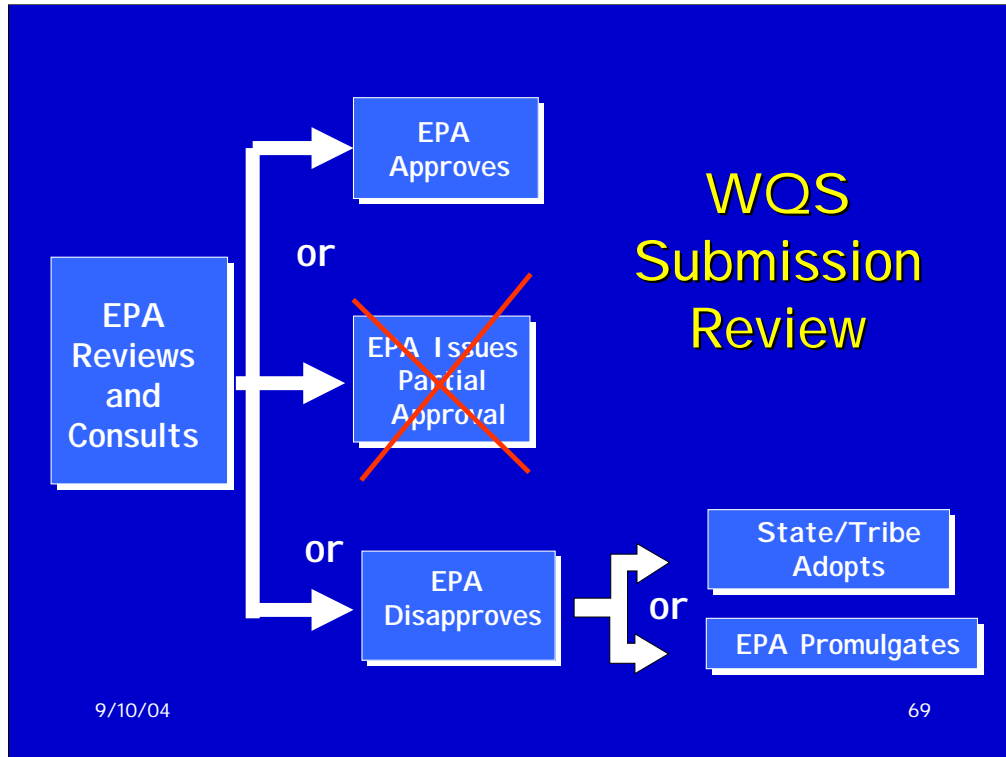 WQS
Submission
Review
EPA
Reviews
and
Consults
EPA
Approves
or
EPA Issues
Partial
Approval
or
EPA
Disapproves
State/Tribe
Adopts
or
EPA Promulgates
9/10/04
69